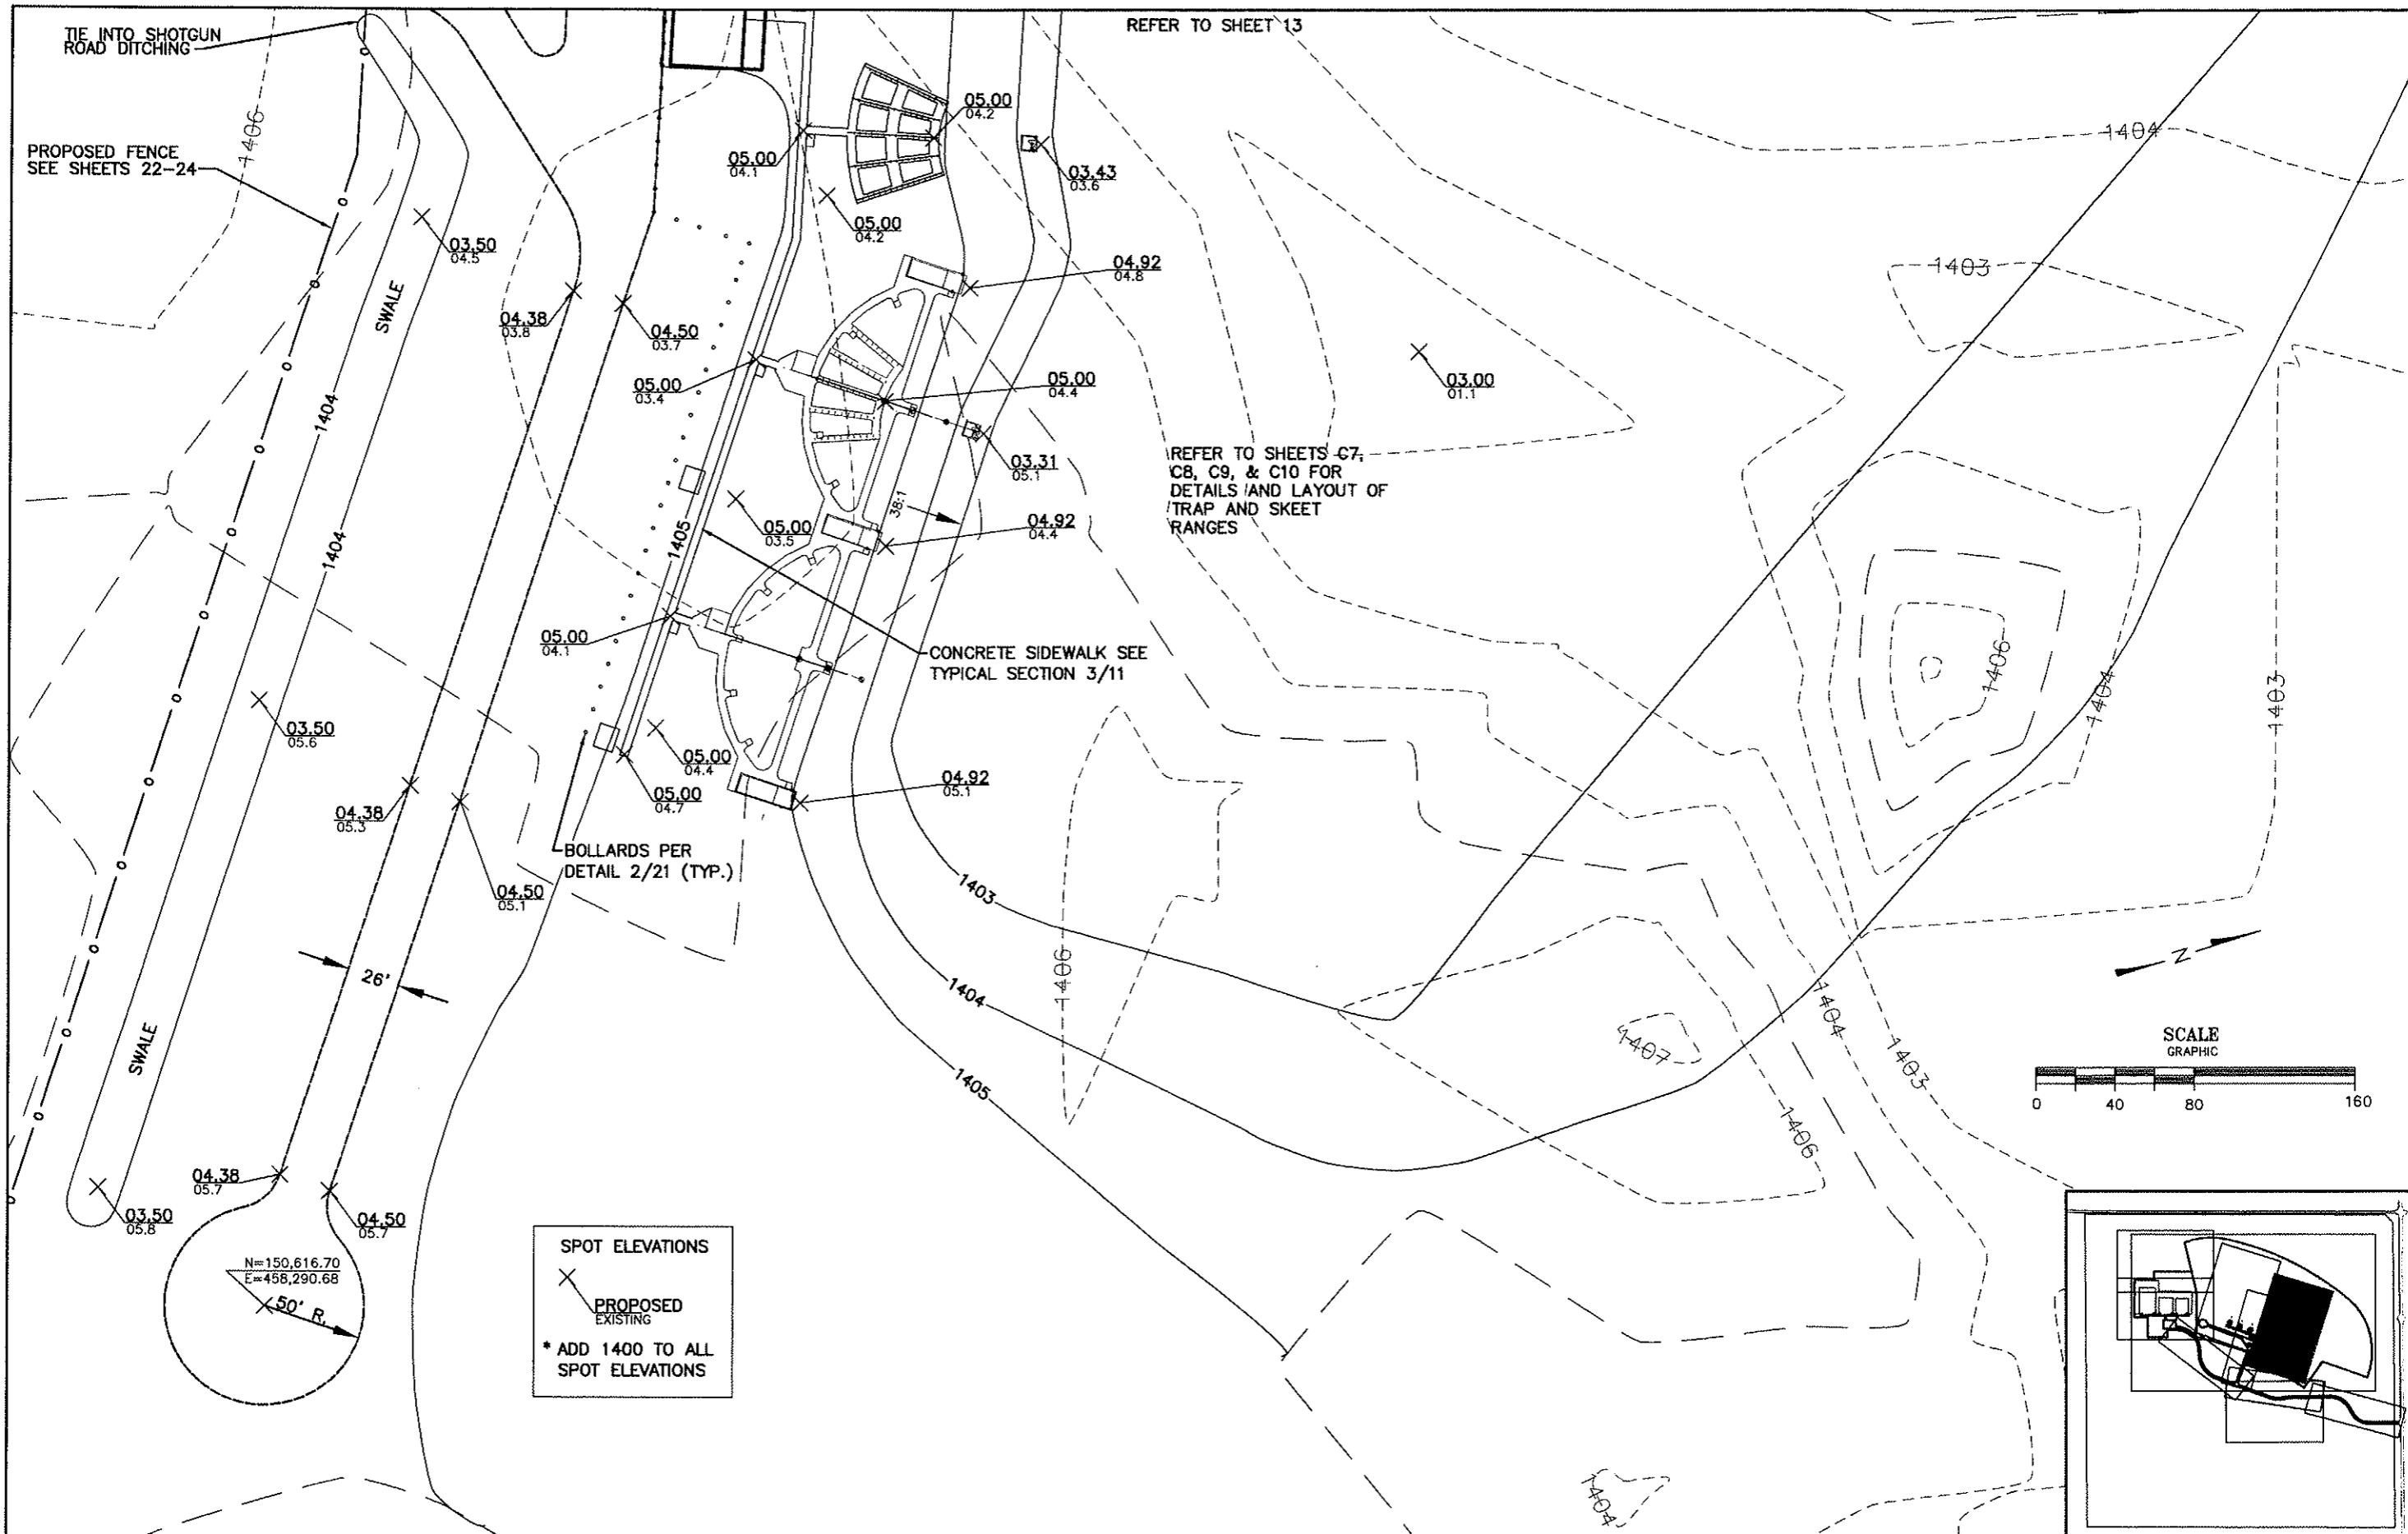 TIE INTO SHOTGUN
ROAD DITCHING
REFER TO SHEET 13
PROPOSED FENCE
SEE SHEETS 22-24
1406
05.00
04.2
05.00
04.1
03.43
03.6
1404
05.00
04.2
03.50
04.5
04.92
04.8
1403
SWALE
04.38
03.8
04.50
03.7
05.00
03.4
05.00
04.4
03.00
01.1
1404
03.31
05.1
REFER TO SHEETS C7,
C8, C9, & C10 FOR
DETAILS AND LAYOUT OF
TRAP AND SKEET
RANGES
38:1
05.00
03.5
04.92
04.4
1405
1404
05.00
04.1
CONCRETE SIDEWALK SEE
TYPICAL SECTION 3/11
1406
1404
1403
03.50
05.6
05.00
04.4
05.00
04.7
04.92
05.1
04.38
05.3
BOLLARDS PER
DETAIL 2/21 (TYP.)
04.50
05.1
1403
26'
1406
1404
N
1404
1407
1403
SCALE
GRAPHIC
0 40 80 160
SWALE
1405
1406
04.38
05.7
03.50
05.8
04.50
05.7
N=150,616.70
E=458,290.68
50' R.
SPOT ELEVATIONS
PROPOSED
EXISTING
* ADD 1400 TO ALL
SPOT ELEVATIONS
1404